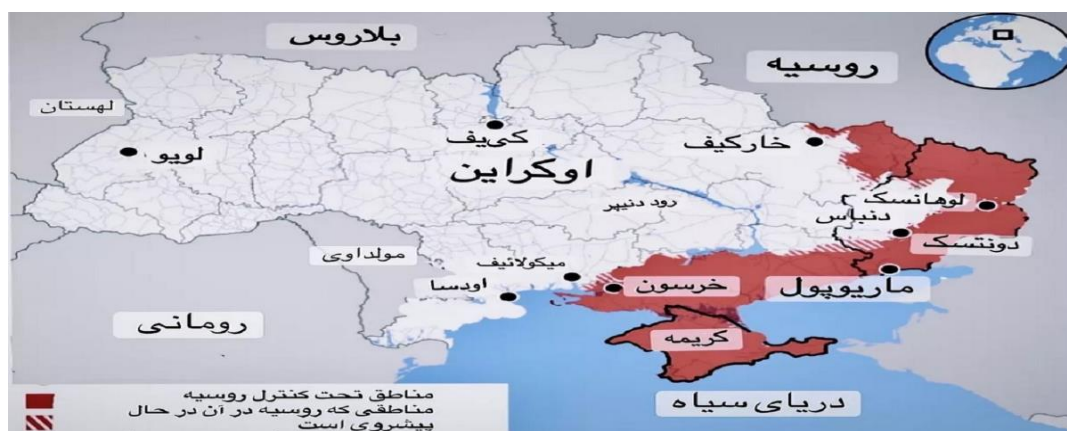 بلاروس
روسیه
لهستان
کی‌یف
خارکیف
لویو
اوکراین
لوهانسک
رود دنیپر
دنباس
دونتسک
مولداوی
میکولائیف
ماریوپول
اودسا
خرسون
رومانی
کریمه
مناطق تحت کنترل روسیه
مناطقی که روسیه در آن در حال
پیشروی است
دریای سیاه